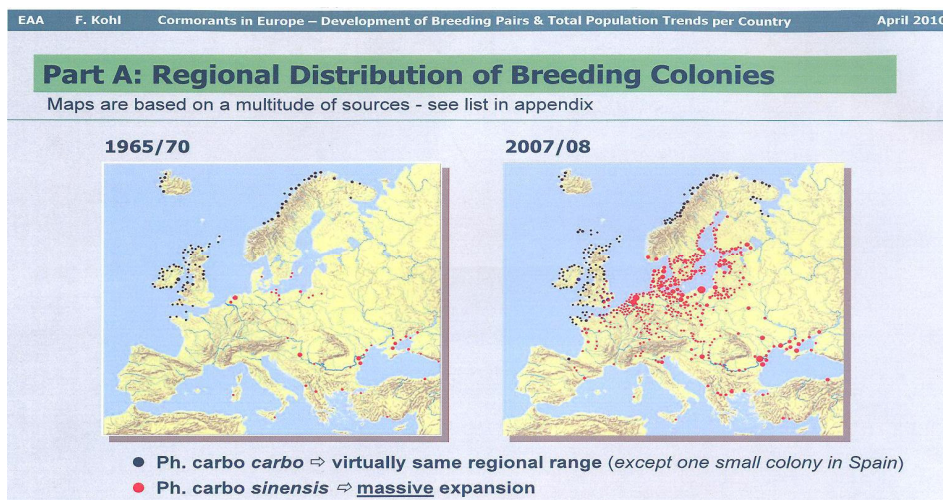 EAA F. Kohl Cormorants in Europe – Development of Breeding Pairs & Total Population Trends per Country April 2010
Part A: Regional Distribution of Breeding Colonies
Maps are based on a multitude of sources - see list in appendix
1965/70 2007/08
● Ph. carbo carbo ⇨ virtually same regional range (except one small colony in Spain)
● Ph. carbo sinensis ⇨ massive expansion